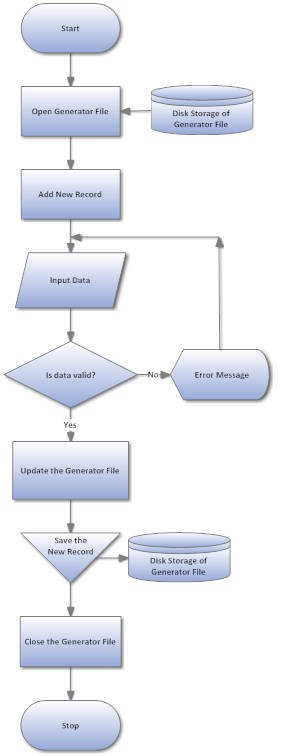 Start
Open Generator File
Disk Storage of
Generator File
Add New Record
Input Data
Is data valid?
No
Error Message
Yes
Update the Generator File
Save the
New Record
Disk Storage of
Generator File
Close the Generator File
Stop